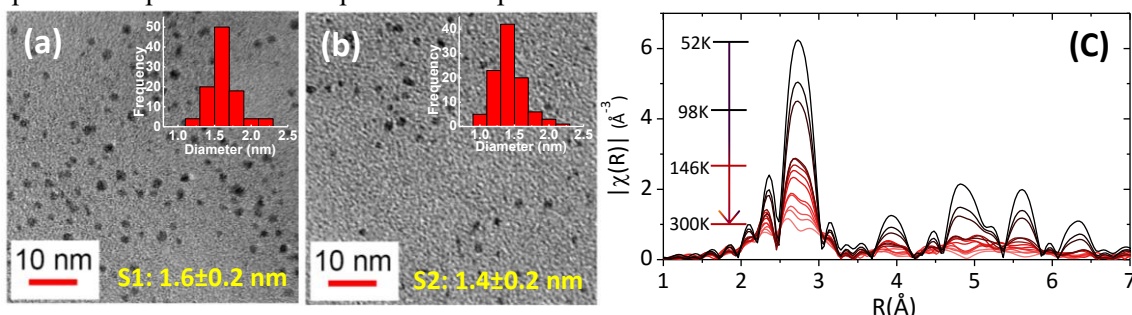 (a)
Frequency
50
40
30
20
10
0
1.0 1.5 2.0 2.5
Diameter (nm)
10 nm
S1: 1.6±0.2 nm
(b)
Frequency
40
30
20
10
0
1.0 1.5 2.0 2.5
Diameter (nm)
10 nm
S2: 1.4±0.2 nm
(C)
|χ(R)| (Å⁻³)
6
4
2
0
52K
98K
146K
300K
1 2 3 4 5 6 7
R(Å)